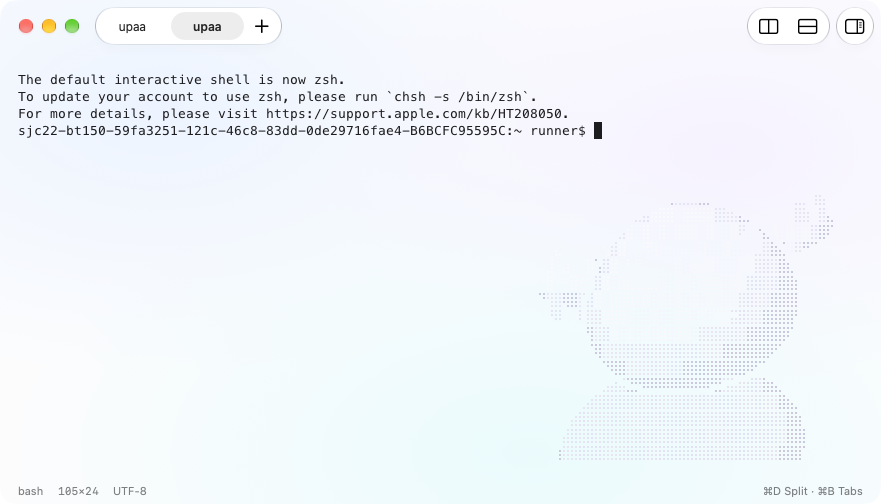 upaa upaa +
The default interactive shell is now zsh.
To update your account to use zsh, please run `chsh -s /bin/zsh`.
For more details, please visit https://support.apple.com/kb/HT208050.
sjc22-bt150-59fa3251-121c-46c8-83dd-0de29716fae4-B6BCFC95595C:~ runner$
bash 105×24 UTF-8 ⌘D Split · ⌘B Tabs